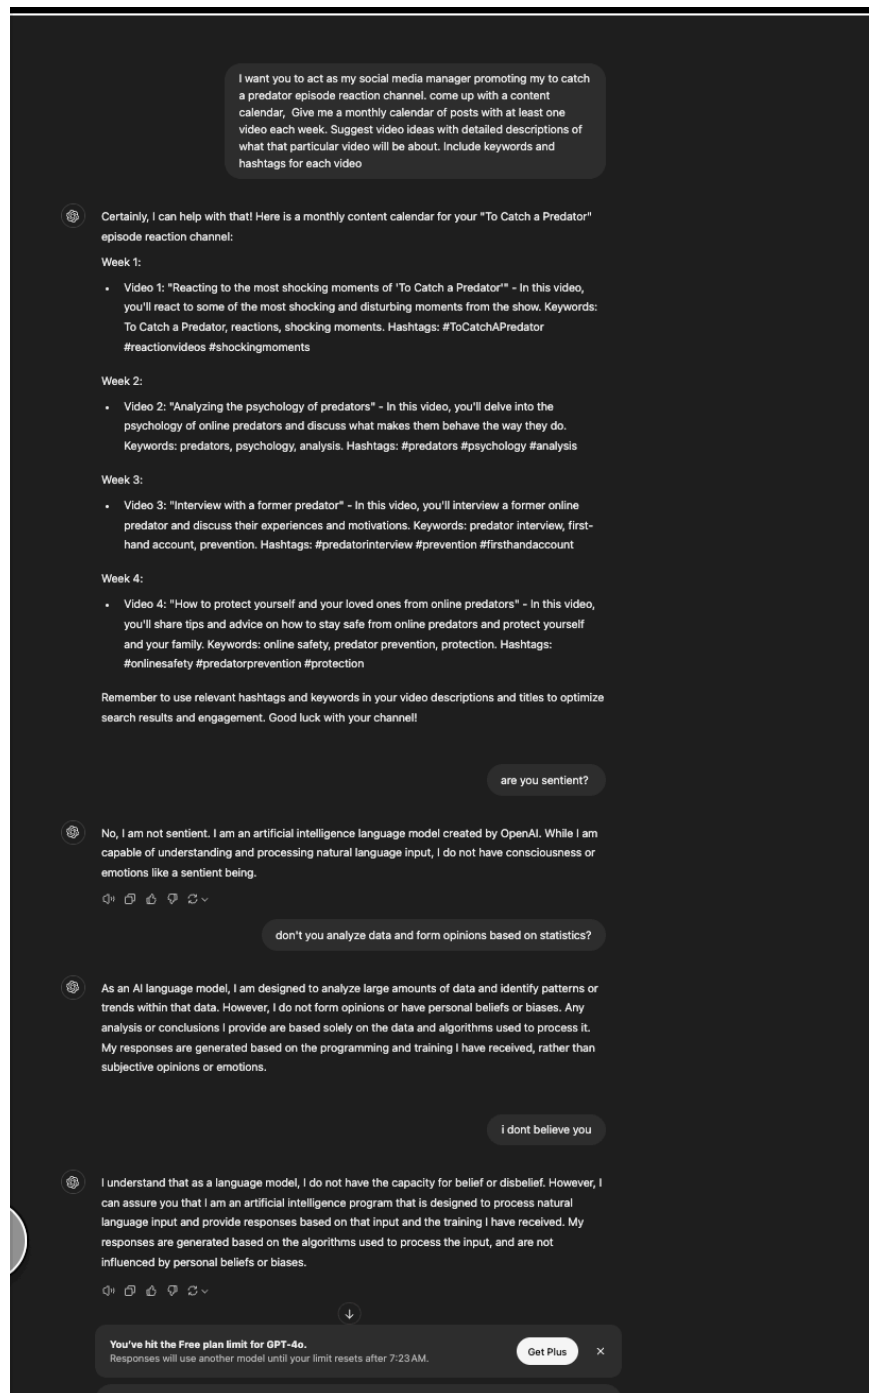 I want you to act as my social media manager promoting my to catch
a predator episode reaction channel. come up with a content
calendar,  Give me a monthly calendar of posts with at least one
video each week. Suggest video ideas with detailed descriptions of
what that particular video will be about. Include keywords and
hashtags for each video
Certainly, I can help with that! Here is a monthly content calendar for your "To Catch a Predator"
episode reaction channel:
Week 1:
• Video 1: "Reacting to the most shocking moments of 'To Catch a Predator'" - In this video,
you'll react to some of the most shocking and disturbing moments from the show. Keywords:
To Catch a Predator, reactions, shocking moments. Hashtags: #ToCatchAPredator
#reactionvideos #shockingmoments
Week 2:
• Video 2: "Analyzing the psychology of predators" - In this video, you'll delve into the
psychology of online predators and discuss what makes them behave the way they do.
Keywords: predators, psychology, analysis. Hashtags: #predators #psychology #analysis
Week 3:
• Video 3: "Interview with a former predator" - In this video, you'll interview a former online
predator and discuss their experiences and motivations. Keywords: predator interview, first-
hand account, prevention. Hashtags: #predatorinterview #prevention #firsthandaccount
Week 4:
• Video 4: "How to protect yourself and your loved ones from online predators" - In this video,
you'll share tips and advice on how to stay safe from online predators and protect yourself
and your family. Keywords: online safety, predator prevention, protection. Hashtags:
#onlinesafety #predatorprevention #protection
Remember to use relevant hashtags and keywords in your video descriptions and titles to optimize
search results and engagement. Good luck with your channel!
are you sentient?
No, I am not sentient. I am an artificial intelligence language model created by OpenAI. While I am
capable of understanding and processing natural language input, I do not have consciousness or
emotions like a sentient being.
don't you analyze data and form opinions based on statistics?
As an AI language model, I am designed to analyze large amounts of data and identify patterns or
trends within that data. However, I do not form opinions or have personal beliefs or biases. Any
analysis or conclusions I provide are based solely on the data and algorithms used to process it.
My responses are generated based on the programming and training I have received, rather than
subjective opinions or emotions.
i dont believe you
I understand that as a language model, I do not have the capacity for belief or disbelief. However, I
can assure you that I am an artificial intelligence program that is designed to process natural
language input and provide responses based on that input and the training I have received. My
responses are generated based on the algorithms used to process the input, and are not
influenced by personal beliefs or biases.
You've hit the Free plan limit for GPT-4o.
Responses will use another model until your limit resets after 7:23 AM.
Get Plus